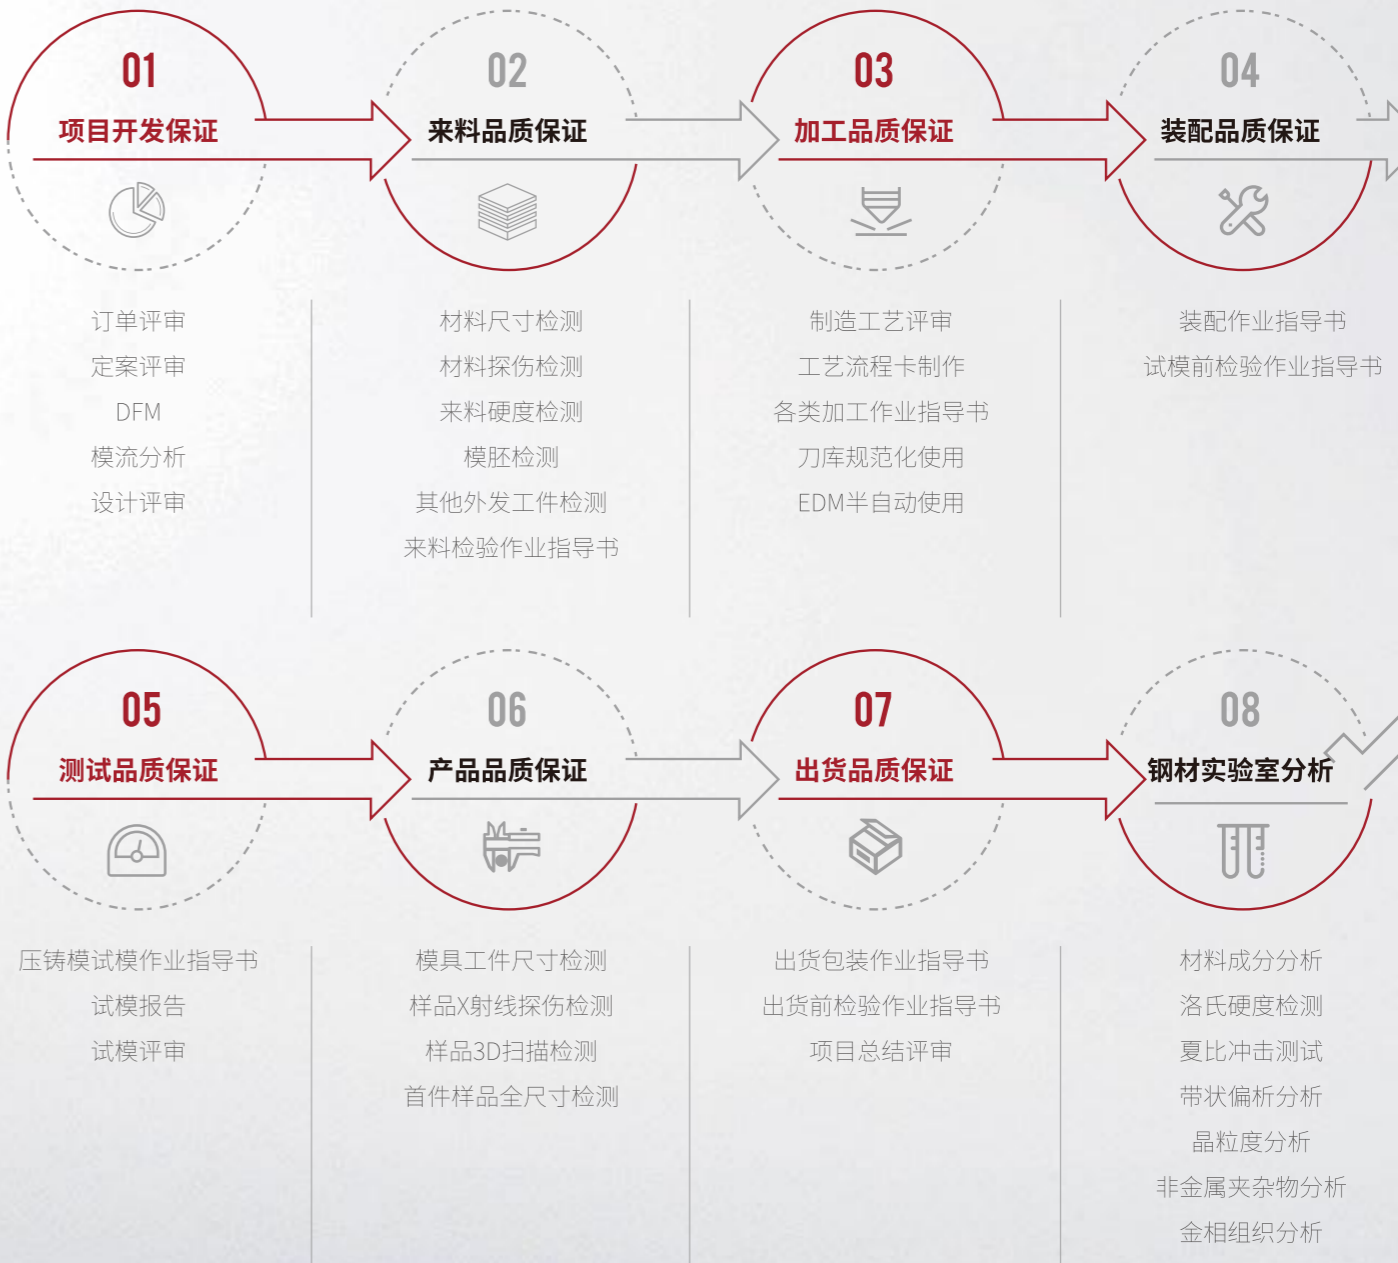 01
项目开发保证
订单评审
定案评审
DFM
模流分析
设计评审
02
来料品质保证
材料尺寸检测
材料探伤检测
来料硬度检测
模胚检测
其他外发工件检测
来料检验作业指导书
03
加工品质保证
制造工艺评审
工艺流程卡制作
各类加工作业指导书
刀库规范化使用
EDM半自动使用
04
装配品质保证
装配作业指导书
试模前检验作业指导书
05
测试品质保证
压铸模试模作业指导书
试模报告
试模评审
06
产品品质保证
模具工件尺寸检测
样品X射线探伤检测
样品3D扫描检测
首件样品全尺寸检测
07
出货品质保证
出货包装作业指导书
出货前检验作业指导书
项目总结评审
08
钢材实验室分析
材料成分分析
洛氏硬度检测
夏比冲击测试
带状偏析分析
晶粒度分析
非金属夹杂物分析
金相组织分析